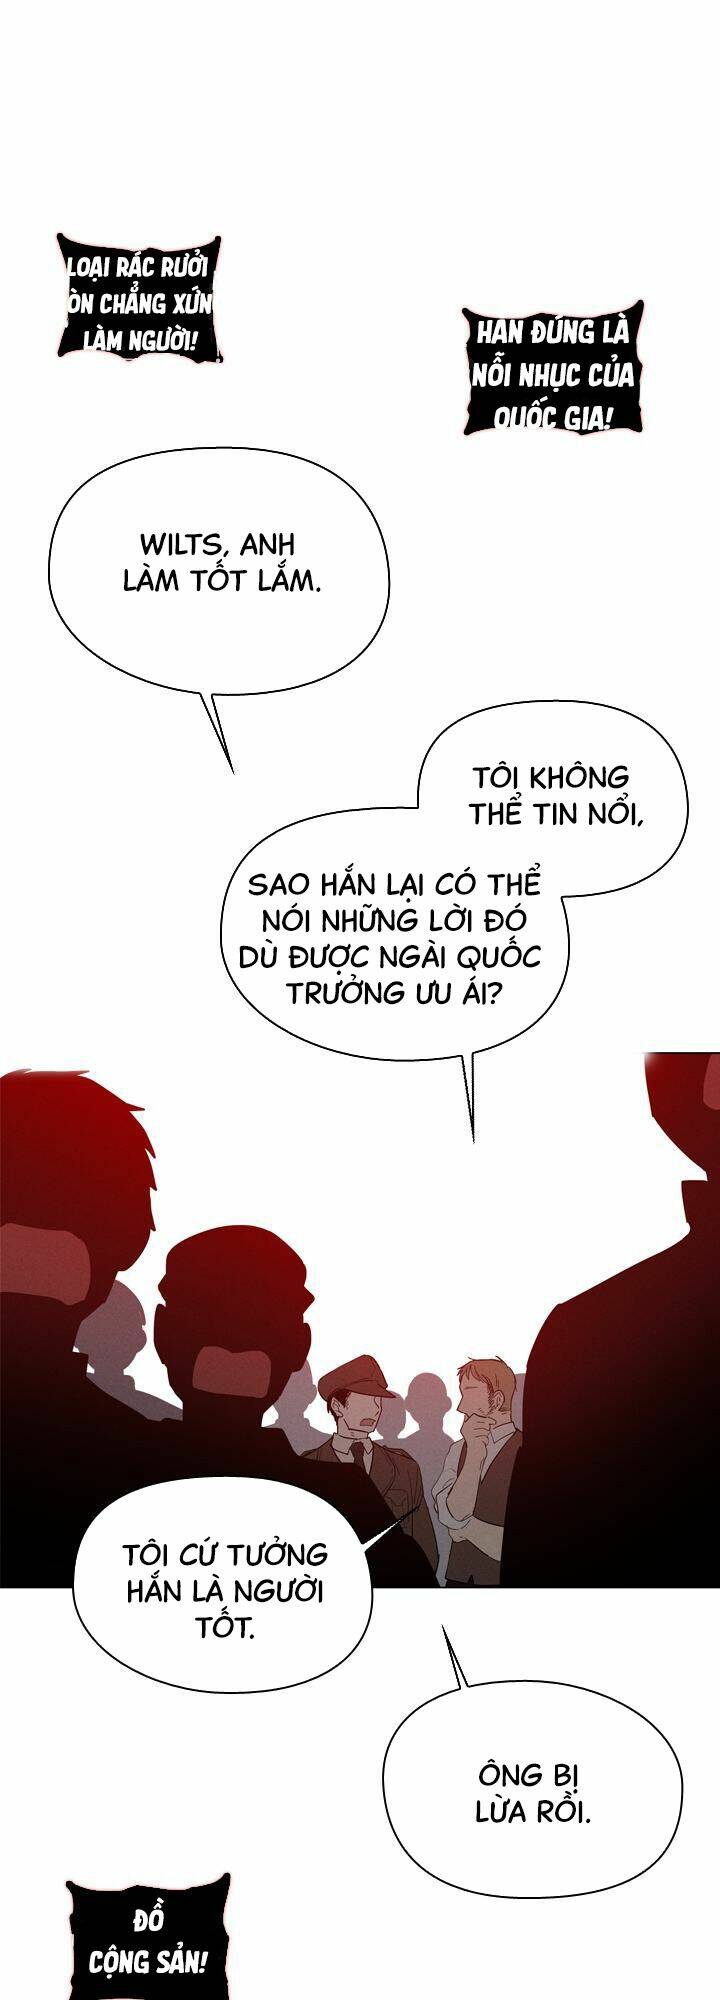 LOẠI RÁC RƯỞI
ÒN CHẲNG XỨN
LÀM NGƯỜI!
HAN ĐÚNG LÀ
NỖI NHỤC CỦA
QUỐC GIA!
WILTS, ANH
LÀM TỐT LẮM.
TÔI KHÔNG
THỂ TIN NỔI,
SAO HẮN LẠI CÓ THỂ
NÓI NHỮNG LỜI ĐÓ
DÙ ĐƯỢC NGÀI QUỐC
TRƯỞNG ƯU ÁI?
TÔI CỨ TƯỞNG
HẮN LÀ NGƯỜI
TỐT.
ÔNG BỊ
LỪA RỒI.
ĐỒ
CỘNG SẢN!